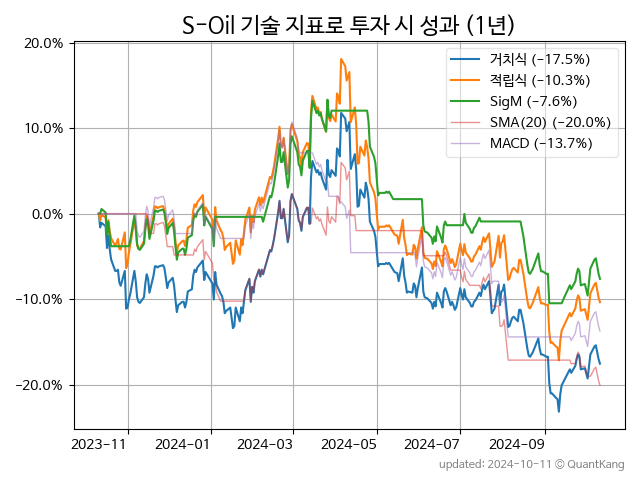 S-Oil 기술 지표로 투자 시 성과 (1년)
20.0%
10.0%
0.0%
−10.0%
−20.0%
거치식 (−17.5%)
적립식 (−10.3%)
SigM (−7.6%)
SMA(20) (−20.0%)
MACD (−13.7%)
2023-11 2024-01 2024-03 2024-05 2024-07 2024-09
updated: 2024-10-11 © QuantKang